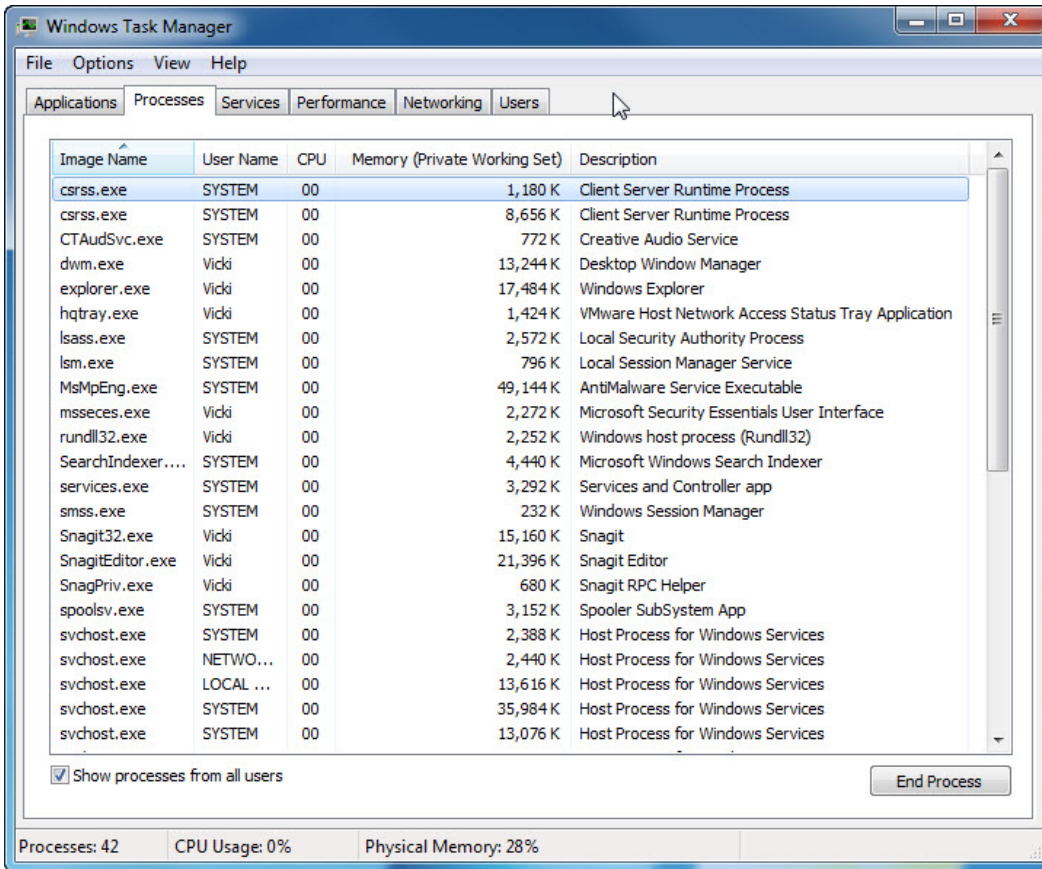 Windows Task Manager
File Options View Help
Applications Processes Services Performance Networking Users
Image Name User Name CPU Memory (Private Working Set) Description
csrss.exe SYSTEM 00 1,180 K Client Server Runtime Process
csrss.exe SYSTEM 00 8,656 K Client Server Runtime Process
CTAudSvc.exe SYSTEM 00 772 K Creative Audio Service
dwm.exe Vicki 00 13,244 K Desktop Window Manager
explorer.exe Vicki 00 17,484 K Windows Explorer
hqtray.exe Vicki 00 1,424 K VMware Host Network Access Status Tray Application
lsass.exe SYSTEM 00 2,572 K Local Security Authority Process
lsm.exe SYSTEM 00 796 K Local Session Manager Service
MsMpEng.exe SYSTEM 00 49,144 K AntiMalware Service Executable
msseces.exe Vicki 00 2,272 K Microsoft Security Essentials User Interface
rundll32.exe Vicki 00 2,252 K Windows host process (Rundll32)
SearchIndexer.... SYSTEM 00 4,440 K Microsoft Windows Search Indexer
services.exe SYSTEM 00 3,292 K Services and Controller app
smss.exe SYSTEM 00 232 K Windows Session Manager
Snagit32.exe Vicki 00 15,160 K Snagit
SnagitEditor.exe Vicki 00 21,396 K Snagit Editor
SnagPriv.exe Vicki 00 680 K Snagit RPC Helper
spoolsv.exe SYSTEM 00 3,152 K Spooler SubSystem App
svchost.exe SYSTEM 00 2,388 K Host Process for Windows Services
svchost.exe NETWO... 00 2,440 K Host Process for Windows Services
svchost.exe LOCAL ... 00 13,616 K Host Process for Windows Services
svchost.exe SYSTEM 00 35,984 K Host Process for Windows Services
svchost.exe SYSTEM 00 13,076 K Host Process for Windows Services
Show processes from all users
End Process
Processes: 42 CPU Usage: 0% Physical Memory: 28%